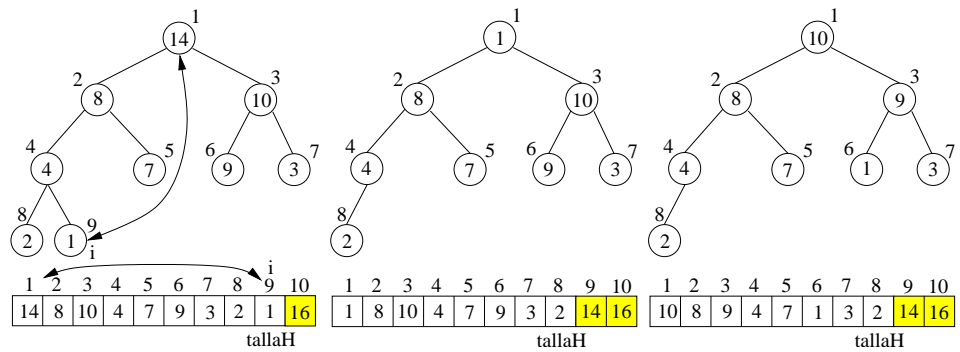 1 1 1
14 1 10
2 3 2 3 2 3
8 10 8 10 8 9
4 5 6 7 4 5 6 7 4 5 6 7
4 7 9 3 4 7 9 3 4 7 1 3
8 9 8 8
2 1 2 2
i
i
1 2 3 4 5 6 7 8 9 10
14 8 10 4 7 9 3 2 1 16
tallaH
1 2 3 4 5 6 7 8 9 10
1 8 10 4 7 9 3 2 14 16
tallaH
1 2 3 4 5 6 7 8 9 10
10 8 9 4 7 1 3 2 14 16
tallaH